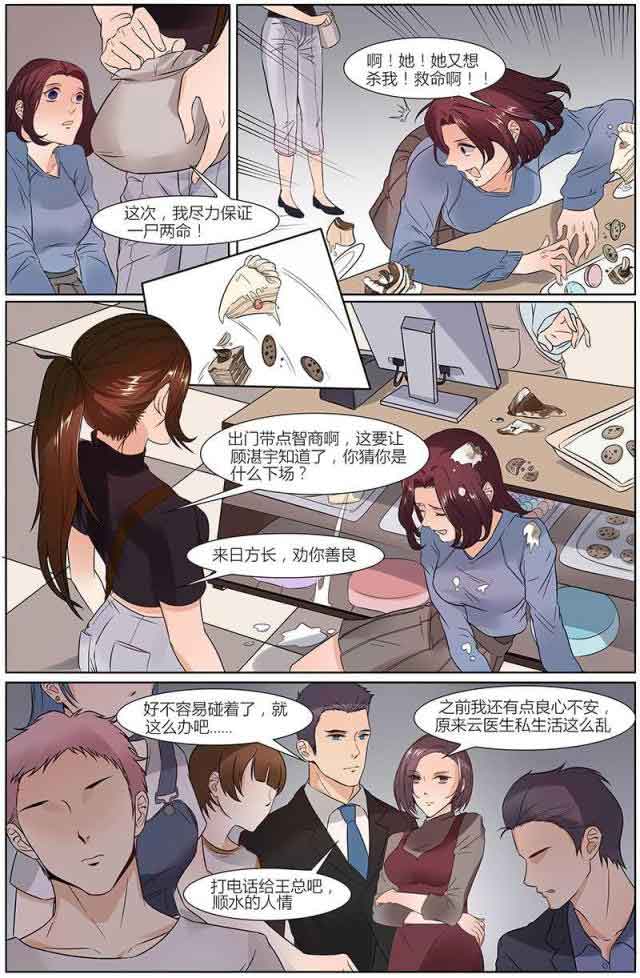 啊！她！她又想
杀我！救命啊！！
这次，我尽力保证
一尸两命！
出门带点智商啊，这要让
顾湛宇知道了，你猜你是
什么下场？
来日方长，劝你善良
好不容易碰着了，就
这么办吧……
之前我还有点良心不安，
原来云医生私生活这么乱
打电话给王总吧，
顺水的人情